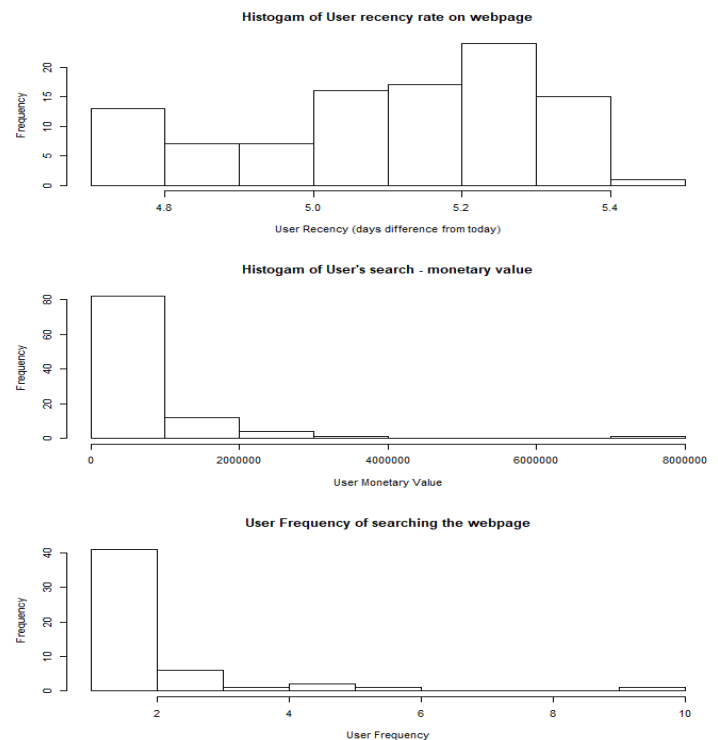 Histogam of User recency rate on webpage
Frequency
0 5 10 15 20
4.8 5.0 5.2 5.4
User Recency (days difference from today)
Histogam of User's search - monetary value
Frequency
0 20 40 60 80
0 2000000 4000000 6000000 8000000
User Monetary Value
User Frequency of searching the webpage
Frequency
0 10 20 30 40
2 4 6 8 10
User Frequency